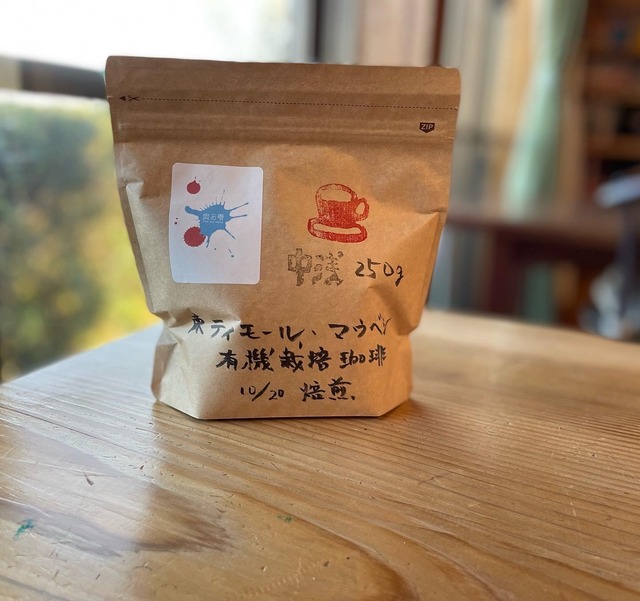 ZIP
中浅 250g
東ティモール、マウベシ
有機栽培珈琲
10/20 焙煎